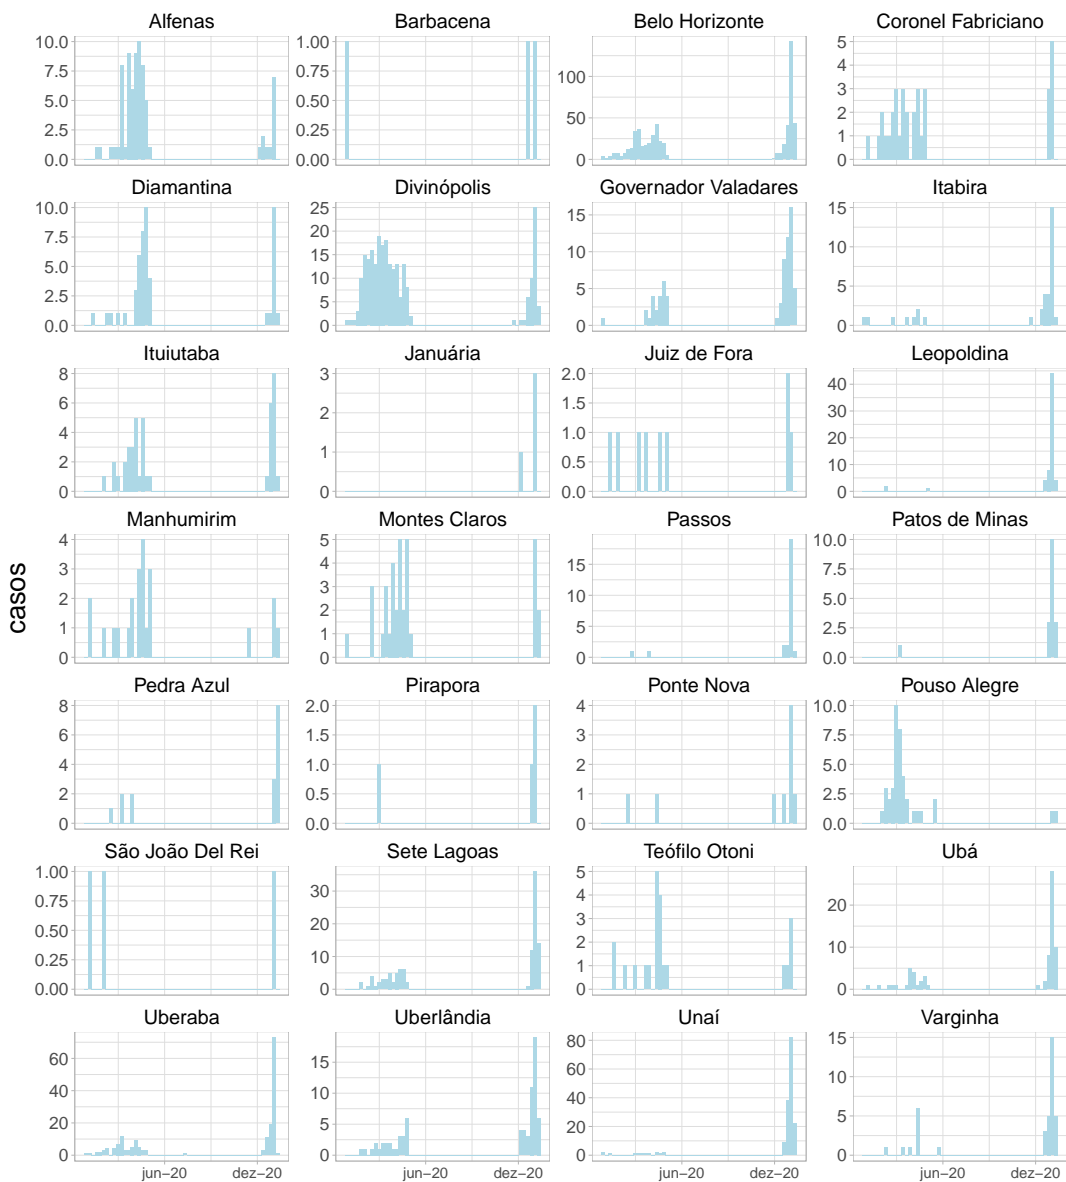 Alfenas Barbacena Belo Horizonte Coronel Fabriciano
10.0 7.5 5.0 2.5 0.0 1.00 0.75 0.50 0.25 0.00 100 50 0 5 4 3 2 1 0
Diamantina Divinópolis Governador Valadares Itabira
10.0 7.5 5.0 2.5 0.0 25 20 15 10 5 0 15 10 5 0 15 10 5 0
Ituiutaba Januária Juiz de Fora Leopoldina
8 6 4 2 0 3 2 1 0 2.0 1.5 1.0 0.5 0.0 40 30 20 10 0
casos
Manhumirim Montes Claros Passos Patos de Minas
4 3 2 1 0 5 4 3 2 1 0 15 10 5 0 10.0 7.5 5.0 2.5 0.0
Pedra Azul Pirapora Ponte Nova Pouso Alegre
8 6 4 2 0 2.0 1.5 1.0 0.5 0.0 4 3 2 1 0 10.0 7.5 5.0 2.5 0.0
São João Del Rei Sete Lagoas Teófilo Otoni Ubá
1.00 0.75 0.50 0.25 0.00 30 20 10 0 5 4 3 2 1 0 20 10 0
Uberaba Uberlândia Unaí Varginha
60 40 20 0 15 10 5 0 80 60 40 20 0 15 10 5 0
jun−20 dez−20 jun−20 dez−20 jun−20 dez−20 jun−20 dez−20